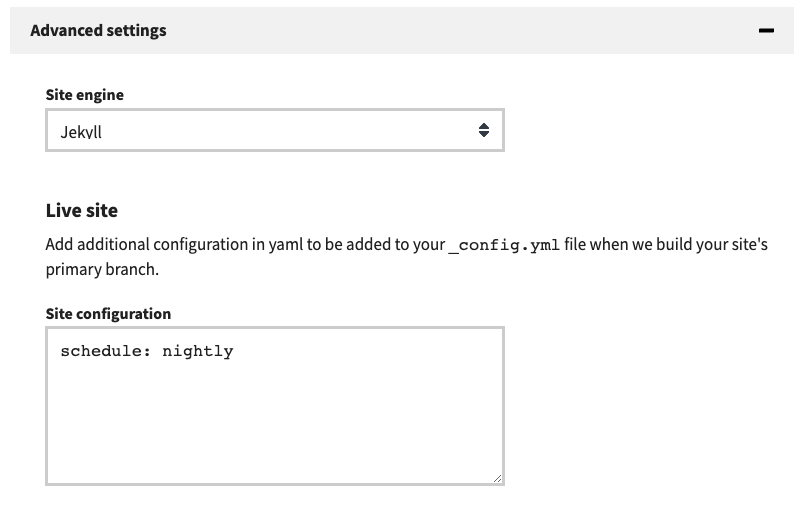 Advanced settings
Site engine
Jekyll
Live site
Add additional configuration in yaml to be added to your _config.yml file when we build your site's
primary branch.
Site configuration
schedule: nightly